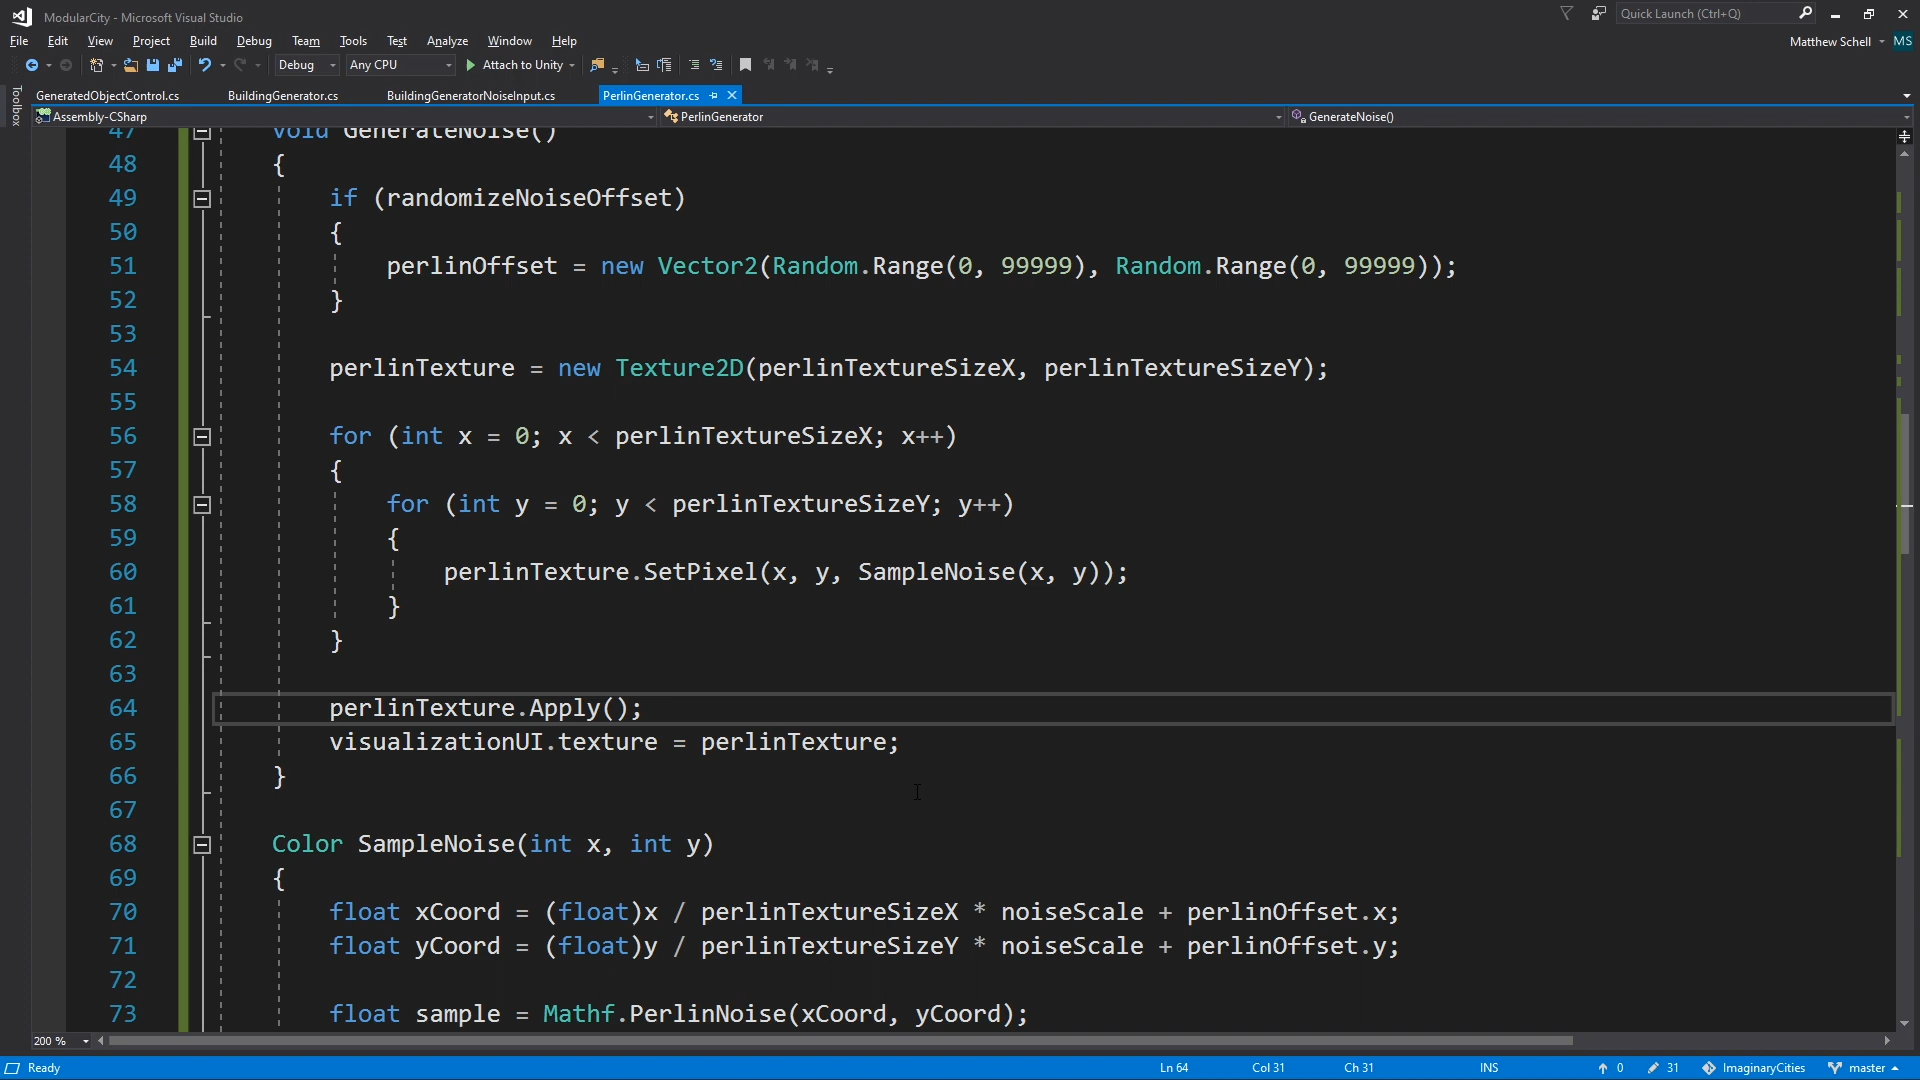 ModularCity - Microsoft Visual Studio
Quick Launch (Ctrl+Q)
File Edit View Project Build Debug Team Tools Test Analyze Window Help
Matthew Schell MS
Debug Any CPU Attach to Unity
Toolbox
GeneratedObjectControl.cs BuildingGenerator.cs BuildingGeneratorNoiseInput.cs PerlinGenerator.cs
Assembly-CSharp PerlinGenerator GenerateNoise()
47 void GenerateNoise()
48 {
49 if (randomizeNoiseOffset)
50 {
51 perlinOffset = new Vector2(Random.Range(0, 99999), Random.Range(0, 99999));
52 }
53
54 perlinTexture = new Texture2D(perlinTextureSizeX, perlinTextureSizeY);
55
56 for (int x = 0; x < perlinTextureSizeX; x++)
57 {
58 for (int y = 0; y < perlinTextureSizeY; y++)
59 {
60 perlinTexture.SetPixel(x, y, SampleNoise(x, y));
61 }
62 }
63
64 perlinTexture.Apply();
65 visualizationUI.texture = perlinTexture;
66 }
67
68 Color SampleNoise(int x, int y)
69 {
70 float xCoord = (float)x / perlinTextureSizeX * noiseScale + perlinOffset.x;
71 float yCoord = (float)y / perlinTextureSizeY * noiseScale + perlinOffset.y;
72
73 float sample = Mathf.PerlinNoise(xCoord, yCoord);
200 %
Ready Ln 64 Col 31 Ch 31 INS 0 31 ImaginaryCities master